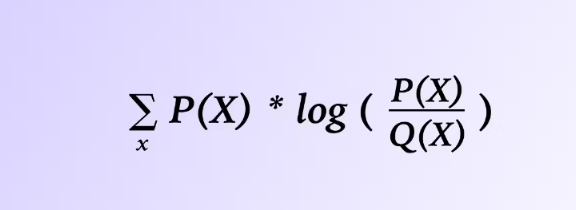 ∑ P(X) * log ( P(X) / Q(X) )
x